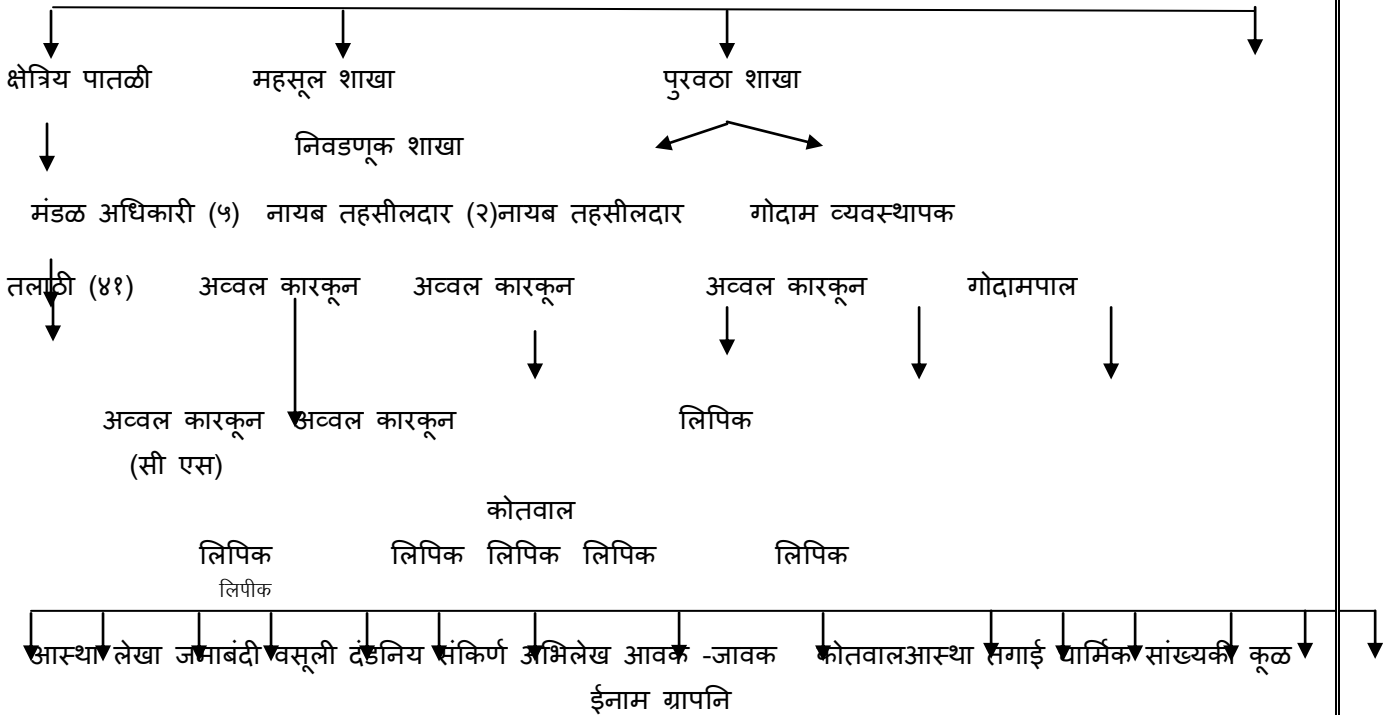 क्षेत्रिय पातळी महसूल शाखा पुरवठा शाखा
निवडणूक शाखा
मंडळ अधिकारी (५) नायब तहसीलदार (२)नायब तहसीलदार गोदाम व्यवस्थापक
तलाठी (४१) अव्वल कारकून अव्वल कारकून अव्वल कारकून गोदामपाल
अव्वल कारकून अव्वल कारकून लिपिक
(सी एस)
कोतवाल
लिपिक लिपिक लिपिक लिपिक लिपिक
लिपीक
आस्था लेखा जमाबंदी वसूली दंडनिय संकिर्ण अभिलेख आवक -जावक कोतवालआस्था तगाई धार्मिक सांख्यकी कूळ
ईनाम ग्रापनि